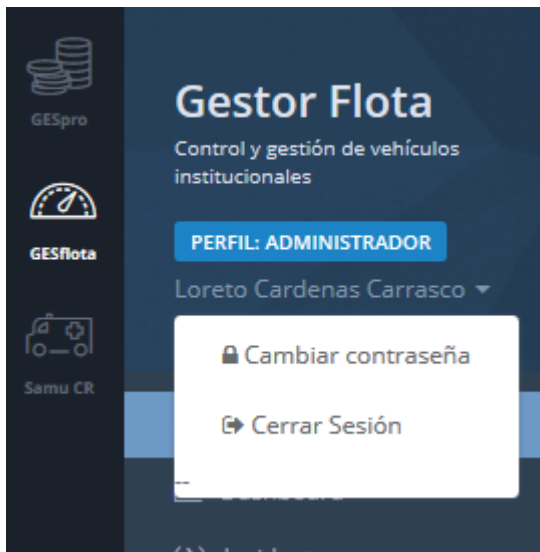 GESpro
GESflota
Samu CR
Gestor Flota
Control y gestión de vehículos
institucionales
PERFIL: ADMINISTRADOR
Loreto Cardenas Carrasco
Cambiar contraseña
Cerrar Sesión
--